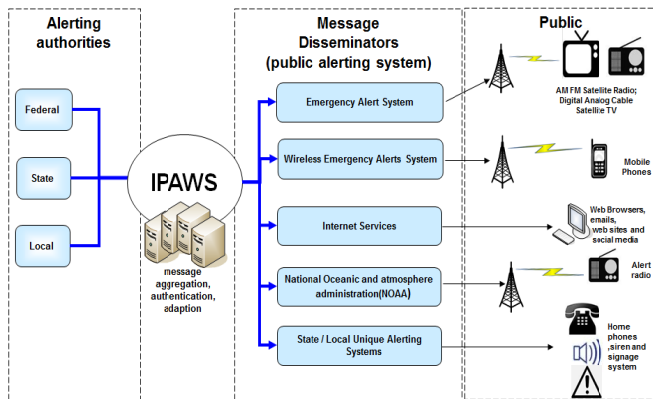 Alerting
authorities
Federal
State
Local
IPAWS
message
aggregation,
authentication,
adaption
Message
Disseminators
(public alerting system)
Emergency Alert System
Wireless Emergency Alerts System
Internet Services
National Oceanic and atmosphere
administration(NOAA)
State / Local Unique Alerting
Systems
Public
AM FM Satellite Radio;
Digital Analog Cable
Satellite TV
Mobile
Phones
Web Browsers,
emails,
web sites and
social media
Alert
radio
Home
phones
,siren and
signage
system